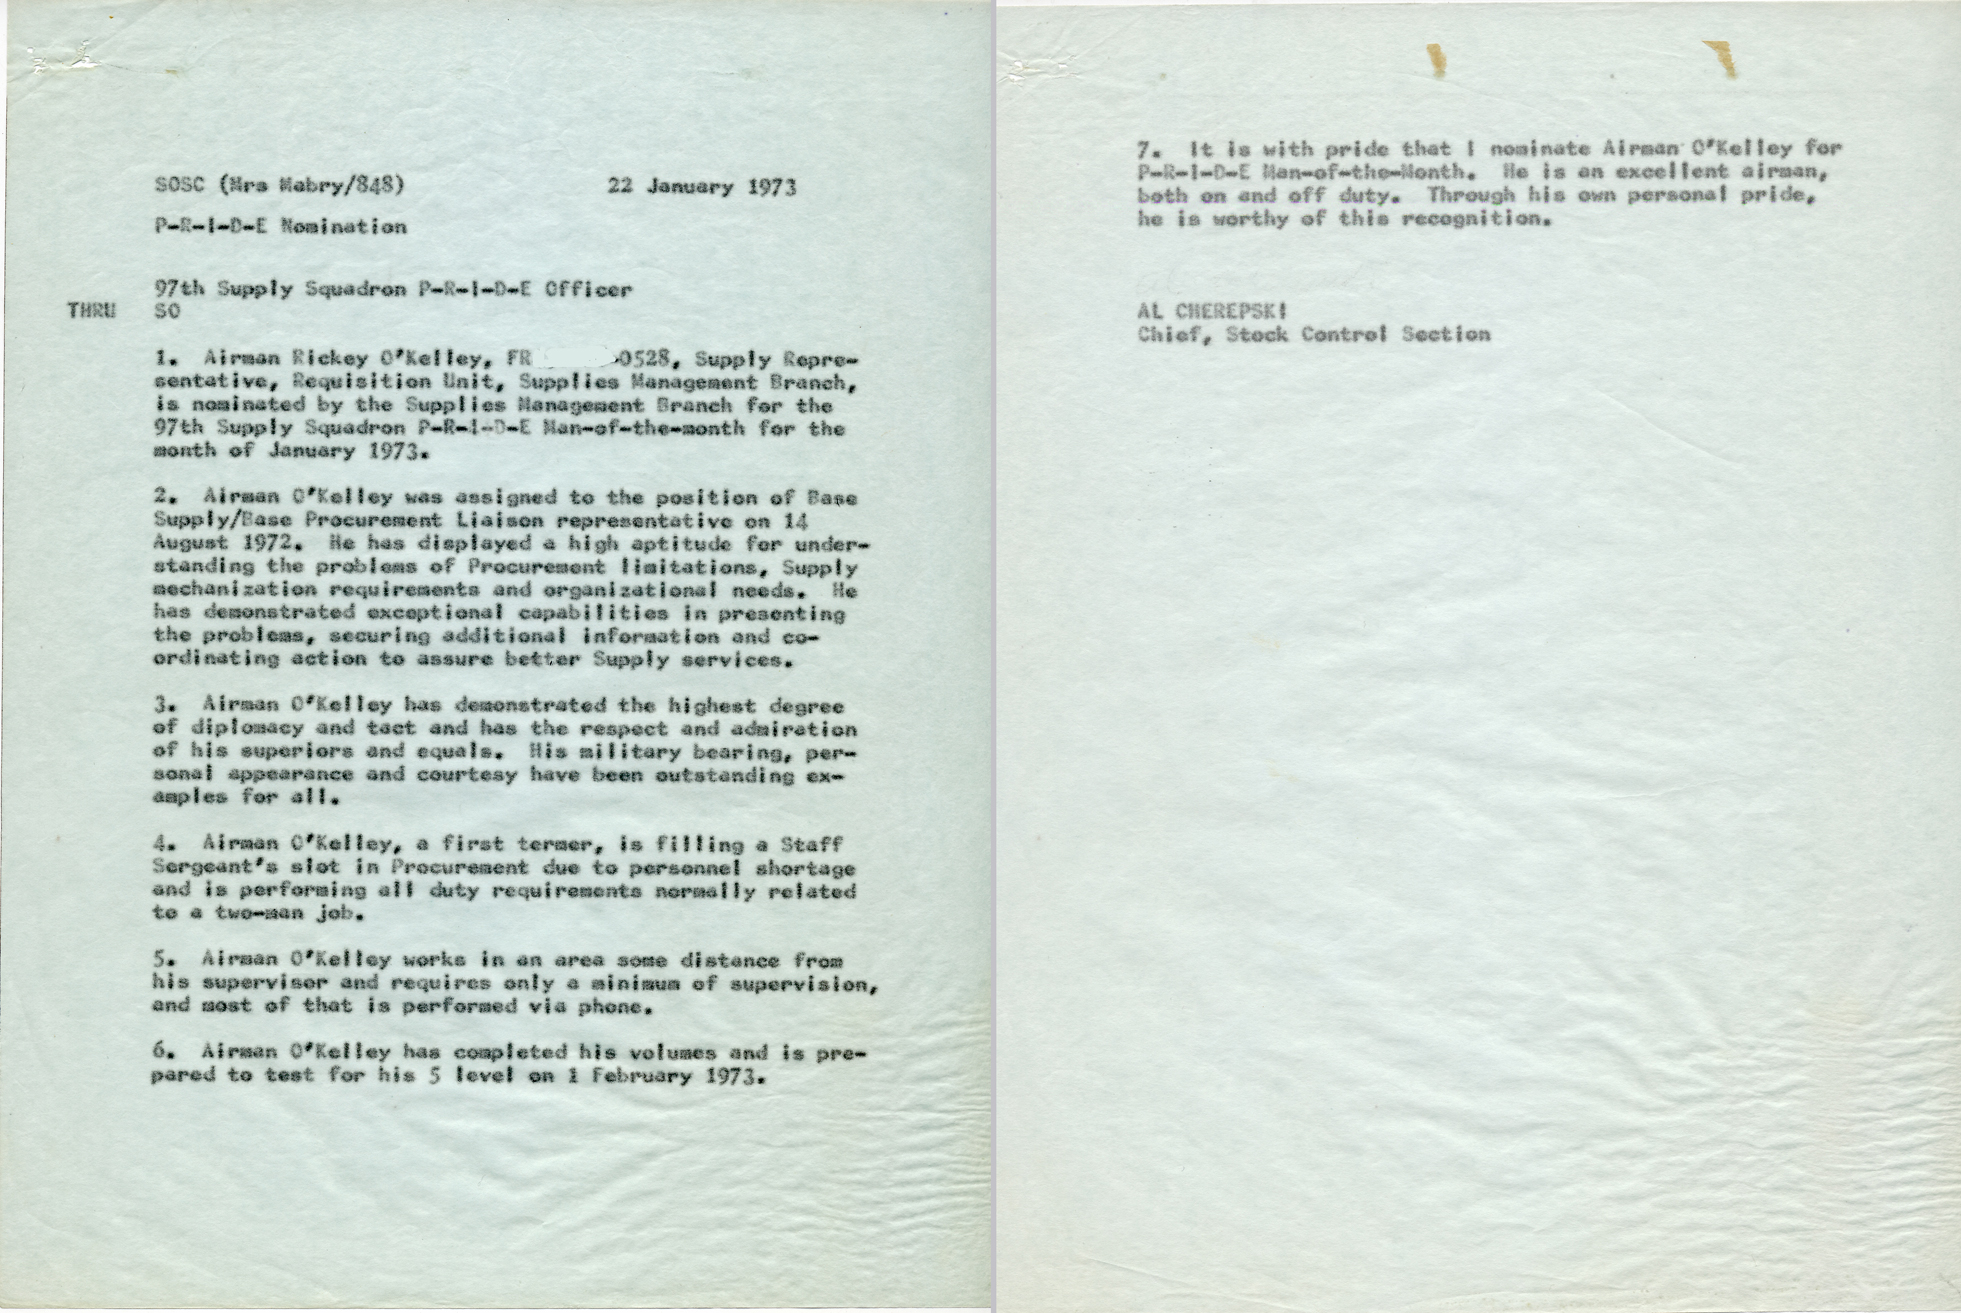 SOSC (Mrs Mabry/848) 22 January 1973
P-R-I-D-E Nomination
97th Supply Squadron P-R-I-D-E Officer
THRU SO
1. Airman Rickey O'Kelley, FR 0528, Supply Repre-
sentative, Requisition Unit, Supplies Management Branch,
is nominated by the Supplies Management Branch for the
97th Supply Squadron P-R-I-D-E Man-of-the-month for the
month of January 1973.
2. Airman O'Kelley was assigned to the position of Base
Supply/Base Procurement Liaison representative on 14
August 1972. He has displayed a high aptitude for under-
standing the problems of Procurement limitations, Supply
mechanization requirements and organizational needs. He
has demonstrated exceptional capabilities in presenting
the problems, securing additional information and co-
ordinating action to assure better Supply services.
3. Airman O'Kelley has demonstrated the highest degree
of diplomacy and tact and has the respect and admiration
of his superiors and equals. His military bearing, per-
sonal appearance and courtesy have been outstanding ex-
amples for all.
4. Airman O'Kelley, a first termer, is filling a Staff
Sergeant's slot in Procurement due to personnel shortage
and is performing all duty requirements normally related
to a two-man job.
5. Airman O'Kelley works in an area some distance from
his supervisor and requires only a minimum of supervision,
and most of that is performed via phone.
6. Airman O'Kelley has completed his volumes and is pre-
pared to test for his 5 level on 1 February 1973.
7. It is with pride that I nominate Airman O'Kelley for
P-R-I-D-E Man-of-the-Month. He is an excellent airman,
both on and off duty. Through his own personal pride,
he is worthy of this recognition.
AL CHEREPSKI
Chief, Stock Control Section